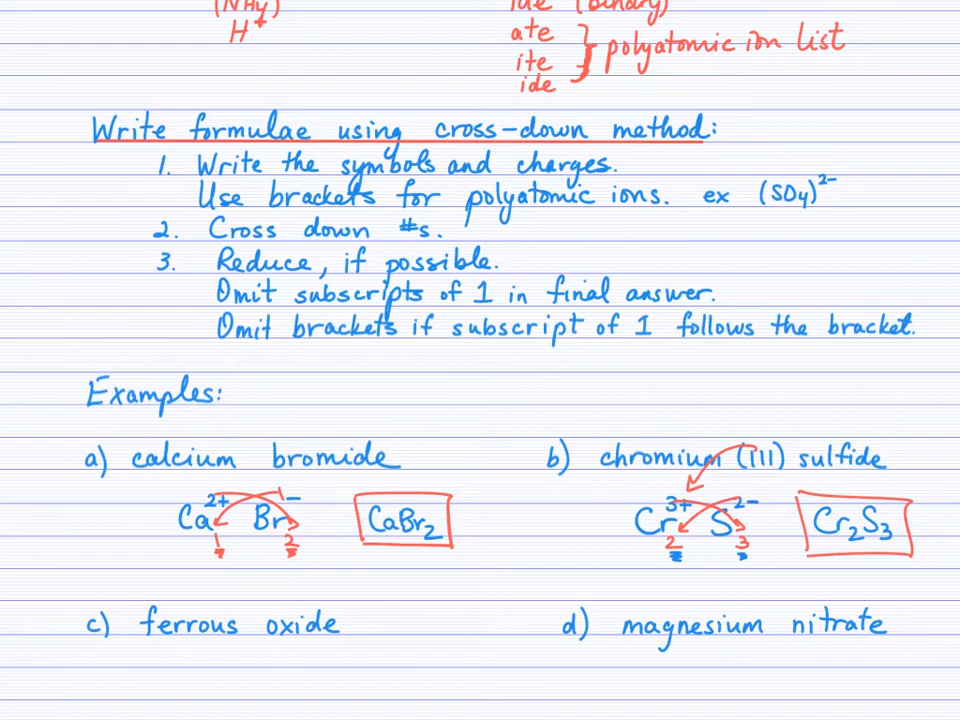 (NH4)
H+
ide (binary)
ate
ite
ide
} polyatomic ion list
Write formulae using cross-down method:
1. Write the symbols and charges.
Use brackets for polyatomic ions. ex (SO4)2-
2. Cross down #s.
3. Reduce, if possible.
Omit subscripts of 1 in final answer.
Omit brackets if subscript of 1 follows the bracket.
Examples:
a) calcium bromide
Ca2+ Br1- CaBr2
1 2
b) chromium (III) sulfide
Cr3+ S2- Cr2S3
2 3
c) ferrous oxide
d) magnesium nitrate